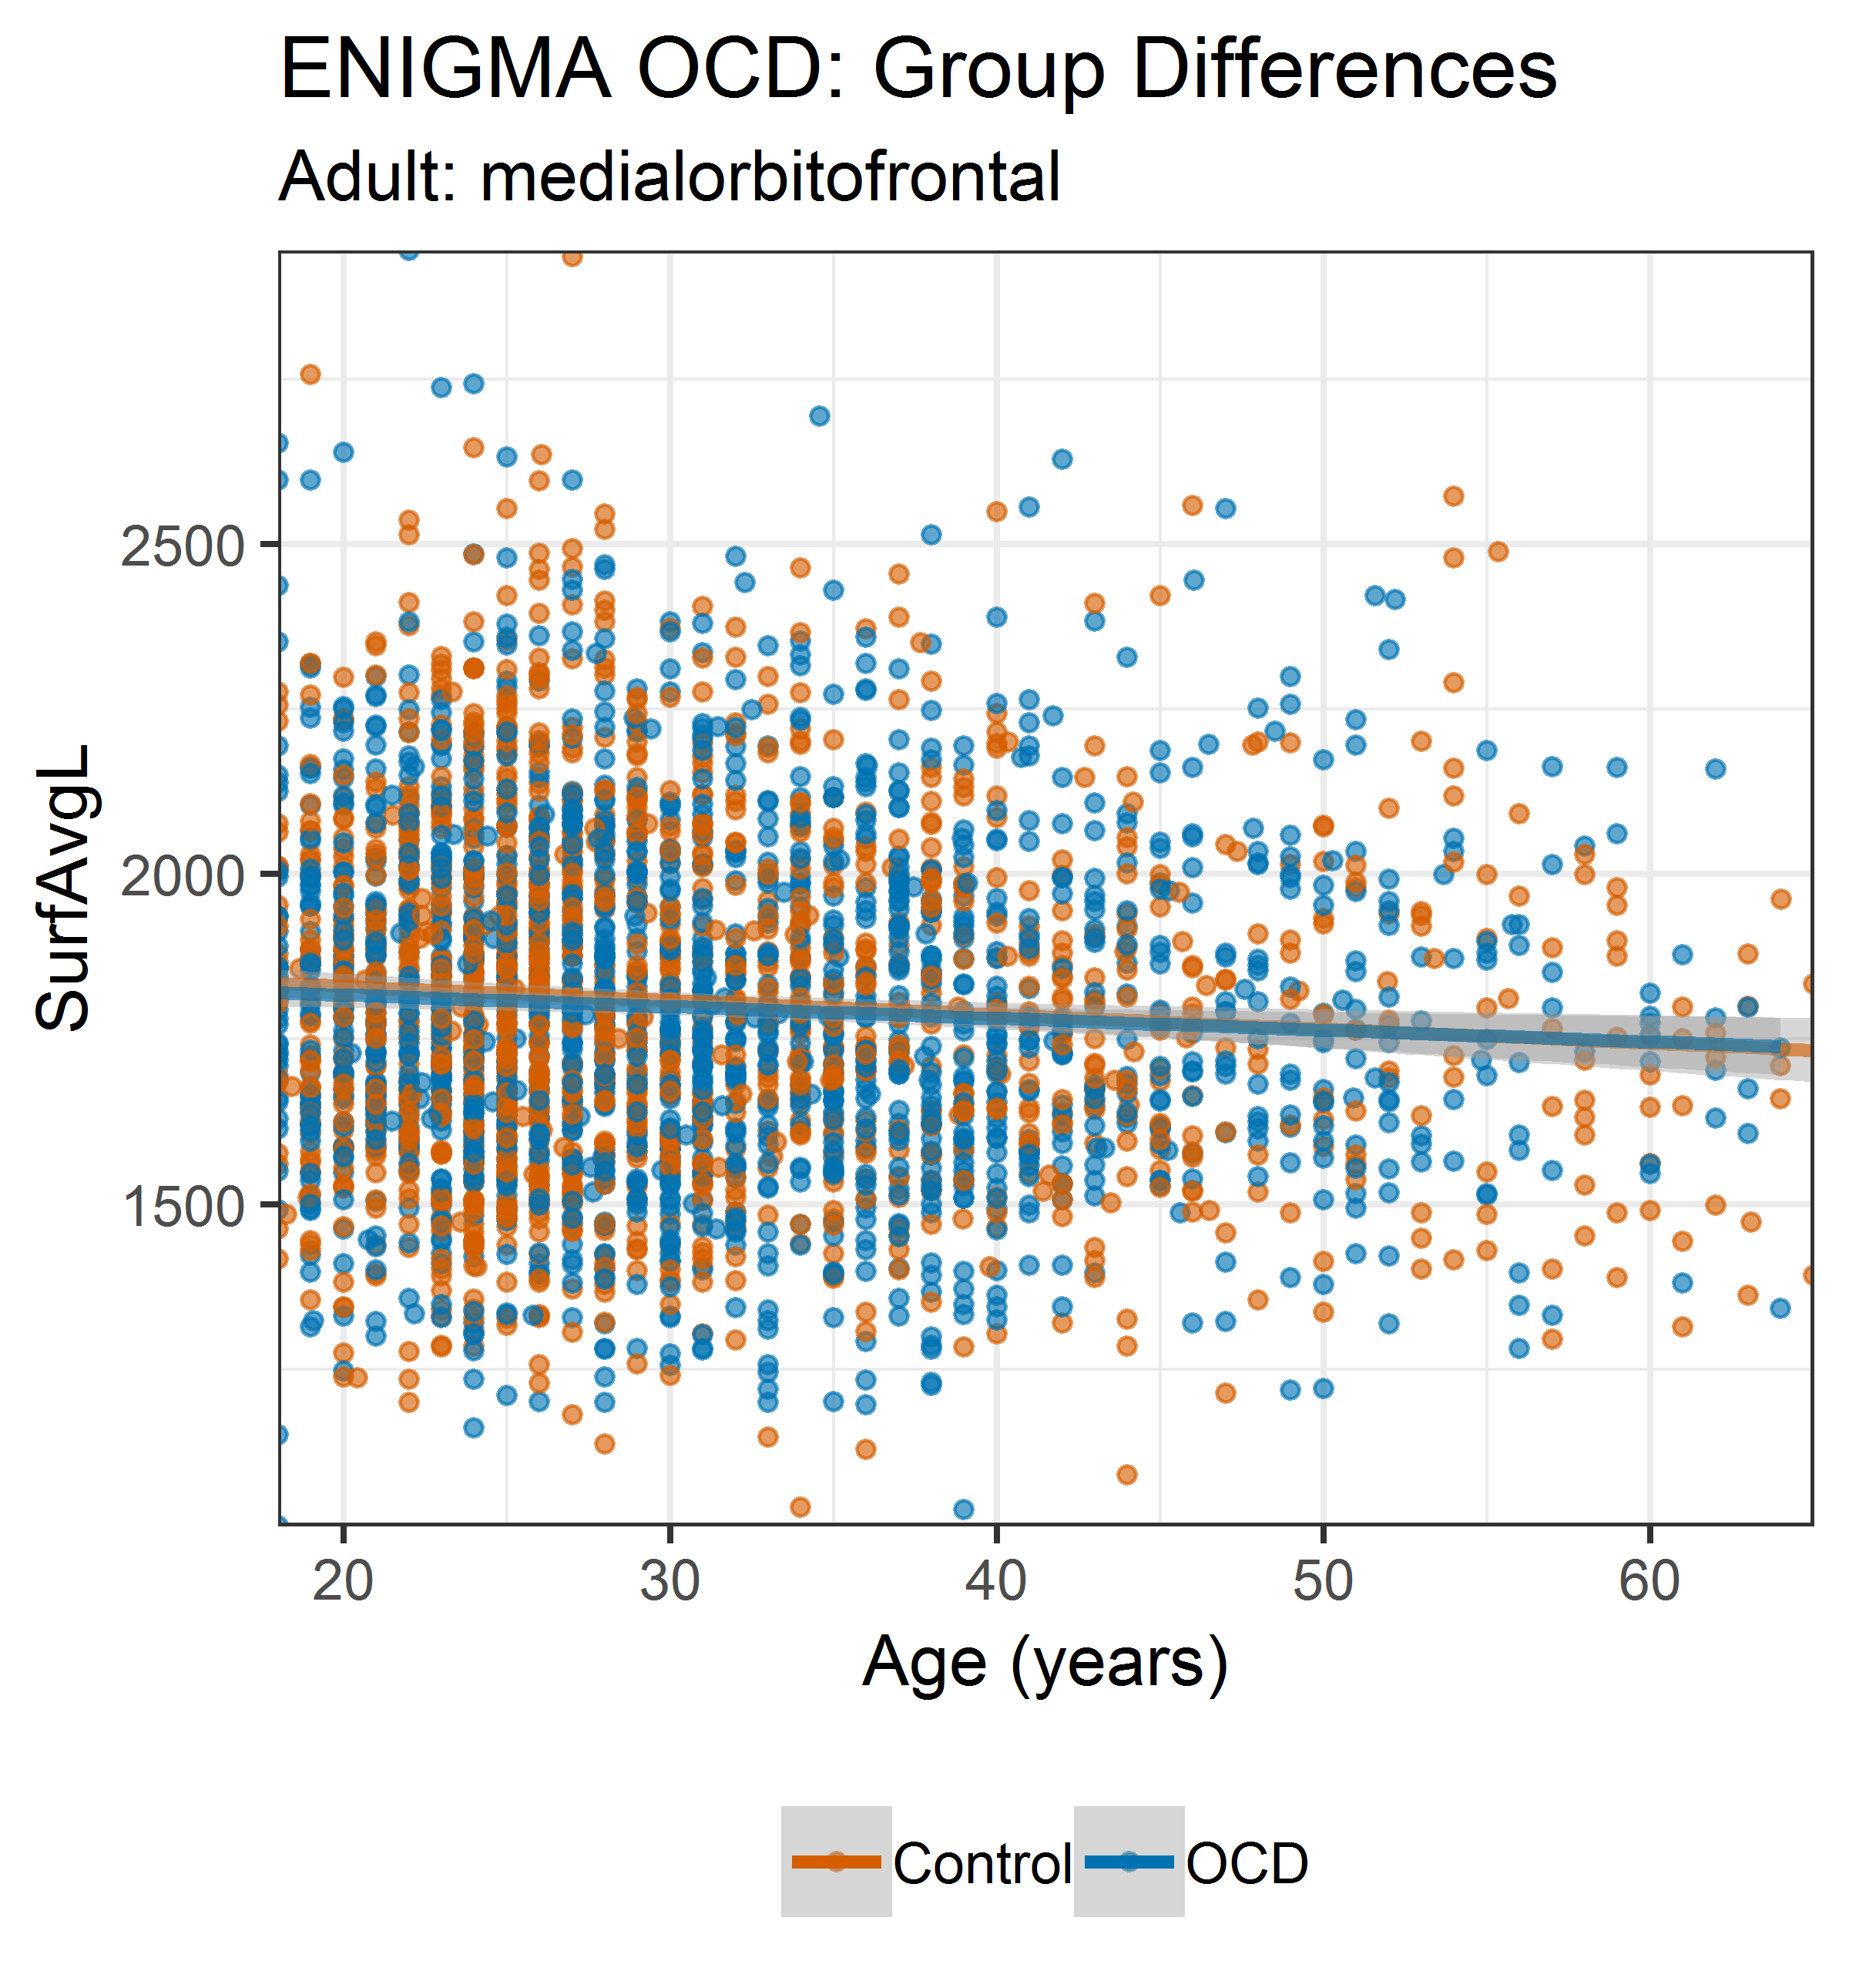 ENIGMA OCD: Group Differences
Adult: medialorbitofrontal
SurfAvgL
2500
2000
1500
20 30 40 50 60
Age (years)
Control OCD